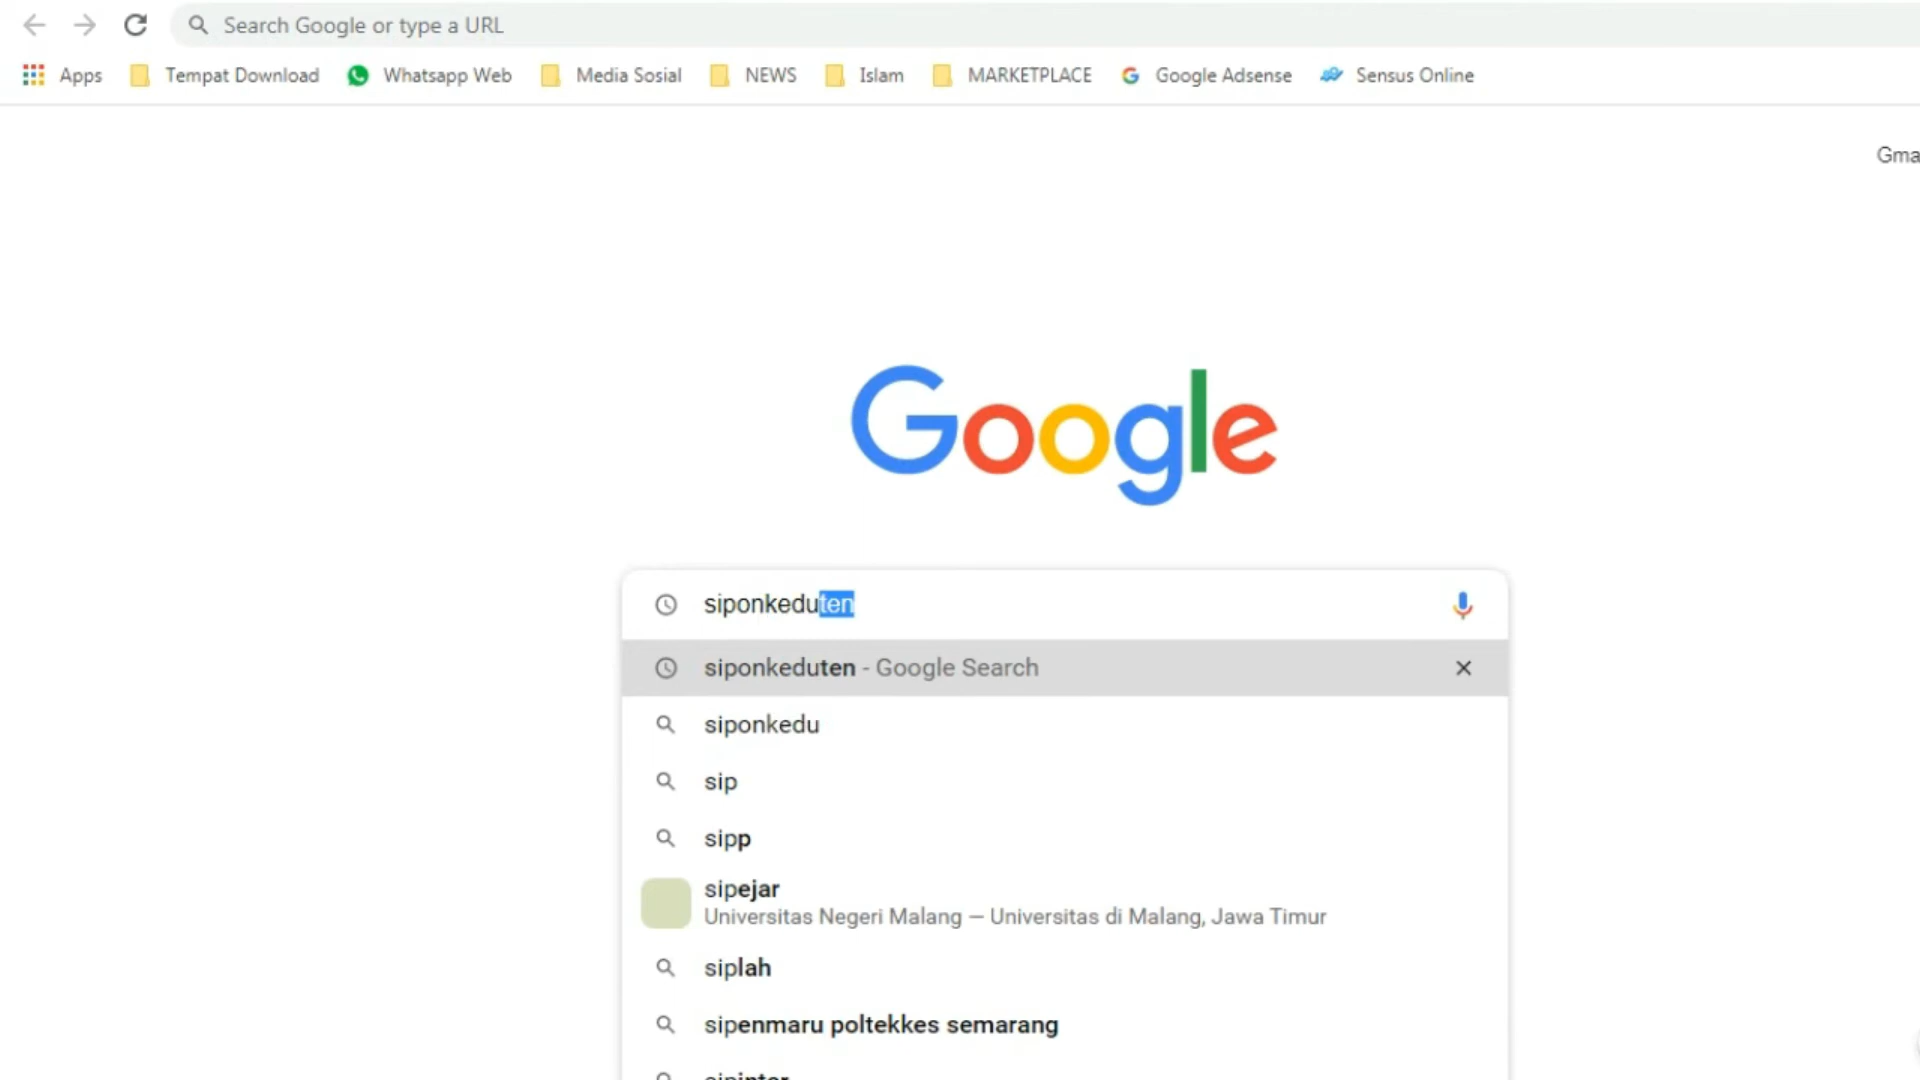 Search Google or type a URL
Apps Tempat Download Whatsapp Web Media Sosial NEWS Islam MARKETPLACE Google Adsense Sensus Online
Gma
Google
siponkeduten
siponkeduten - Google Search
siponkedu
sip
sipp
sipejar
Universitas Negeri Malang — Universitas di Malang, Jawa Timur
siplah
sipenmaru poltekkes semarang